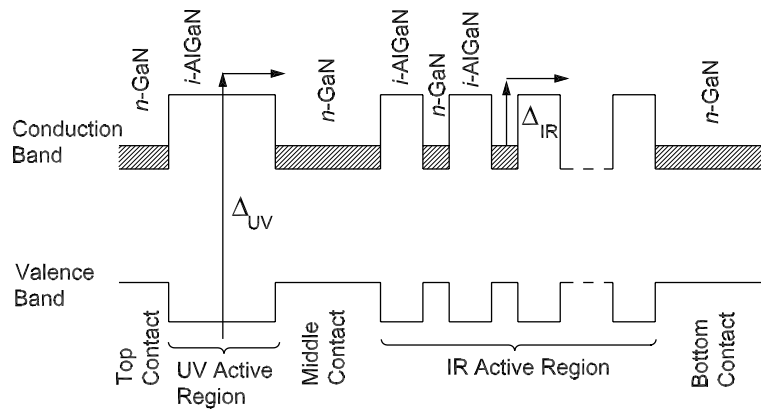 n-GaN
i-AlGaN
n-GaN
i-AlGaN
n-GaN
i-AlGaN
n-GaN
Conduction
Band
Δ_IR
Δ_UV
Valence
Band
Top
Contact
UV Active
Region
Middle
Contact
IR Active Region
Bottom
Contact